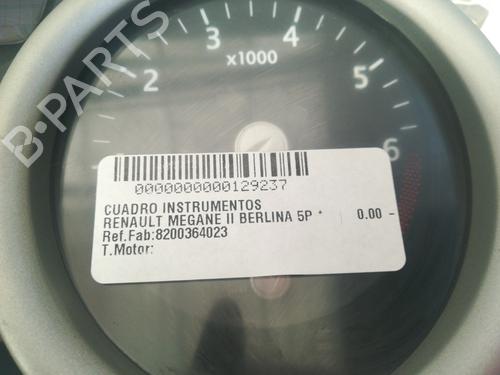 B-PARTS
2
3
4
5
6
x1000
0000000000129237
CUADRO INSTRUMENTOS
RENAULT MEGANE II BERLINA 5P * 0.00 -
Ref.Fab:8200364023
T.Motor: